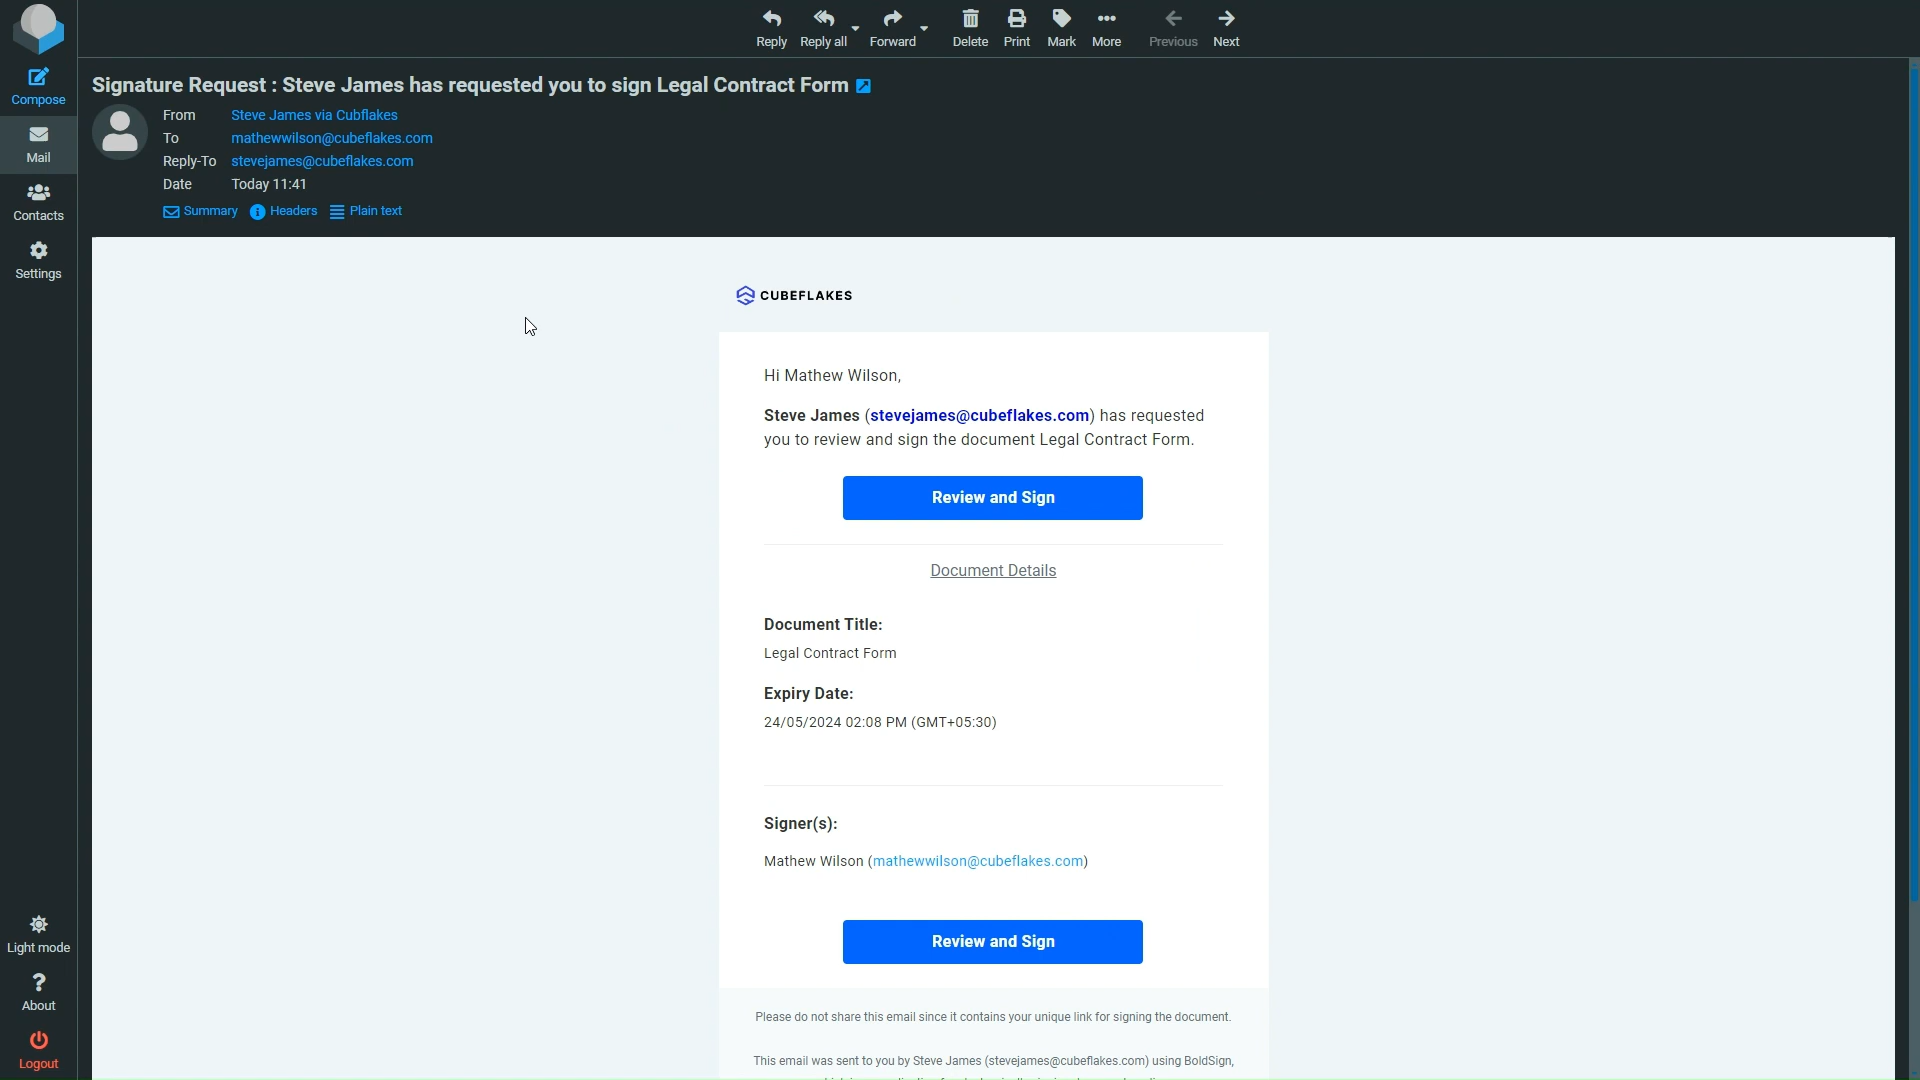 Reply
Reply all
Forward
Delete
Print
Mark
More
Previous
Next
Compose
Mail
Contacts
Settings
Light mode
About
Logout
Signature Request : Steve James has requested you to sign Legal Contract Form
From Steve James via Cubflakes
To mathewwilson@cubeflakes.com
Reply-To stevejames@cubeflakes.com
Date Today 11:41
Summary Headers Plain text
CUBEFLAKES
Hi Mathew Wilson,
Steve James (stevejames@cubeflakes.com) has requested
you to review and sign the document Legal Contract Form.
Review and Sign
Document Details
Document Title:
Legal Contract Form
Expiry Date:
24/05/2024 02:08 PM (GMT+05:30)
Signer(s):
Mathew Wilson (mathewwilson@cubeflakes.com)
Review and Sign
Please do not share this email since it contains your unique link for signing the document.
This email was sent to you by Steve James (stevejames@cubeflakes.com) using BoldSign,